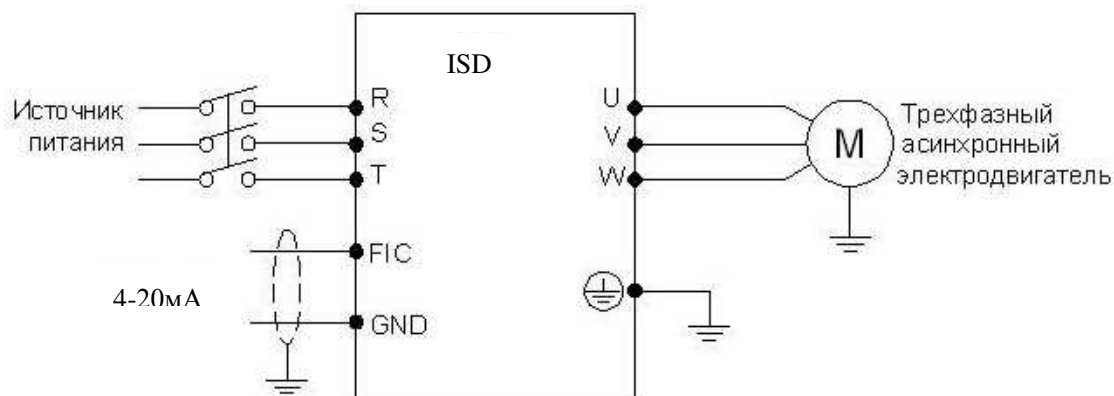 ISD
Источник
питания
R
S
T
U
V
W
M
Трехфазный
асинхронный
электродвигатель
FIC
4-20мА
GND